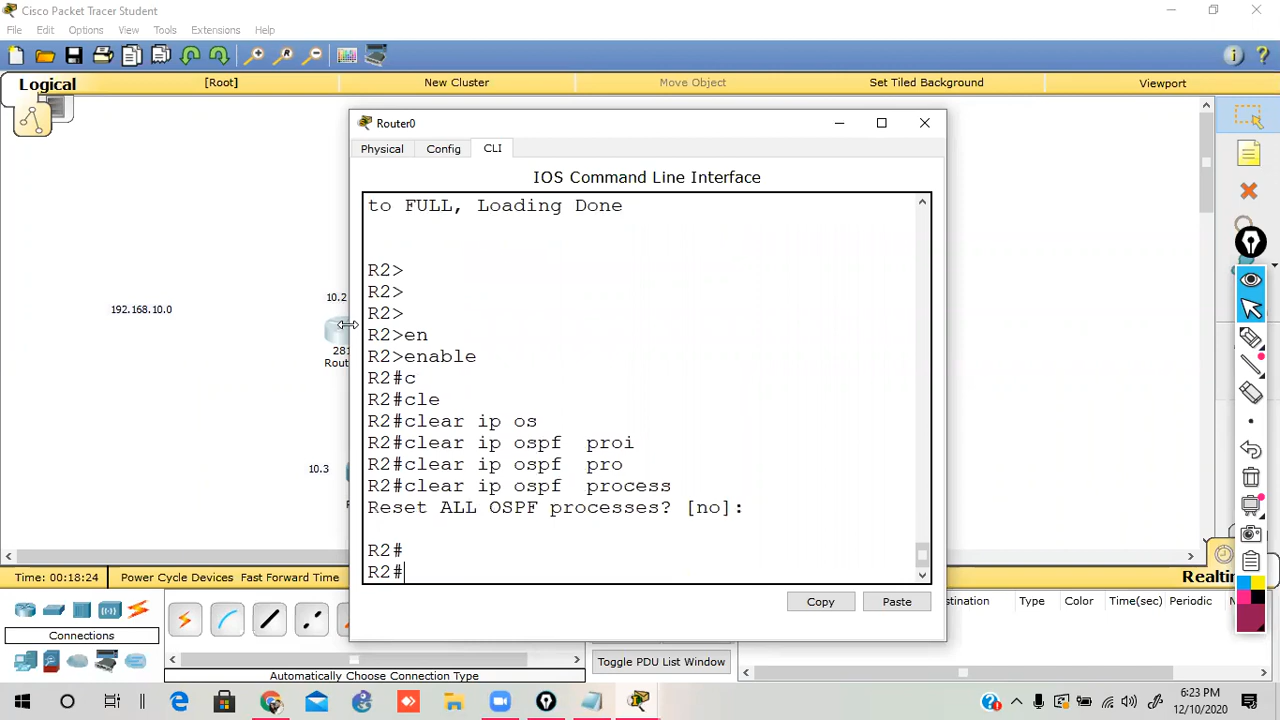 Cisco Packet Tracer Student
File Edit Options View Tools Extensions Help
Logical [Root] New Cluster Move Object Set Tiled Background Viewport
Router0
Physical Config CLI
IOS Command Line Interface
to FULL, Loading Done
R2>
R2>
R2>
R2>en
R2>enable
R2#c
R2#cle
R2#clear ip os
R2#clear ip ospf  proi
R2#clear ip ospf  pro
R2#clear ip ospf  process
Reset ALL OSPF processes? [no]:
R2#
R2#
Copy Paste
192.168.10.0
10.2
281
Rout
10.3
Time: 00:18:24 Power Cycle Devices Fast Forward Time Realti
Connections
Automatically Choose Connection Type
Toggle PDU List Window
stination Type Color Time(sec) Periodic
6:23 PM
12/10/2020